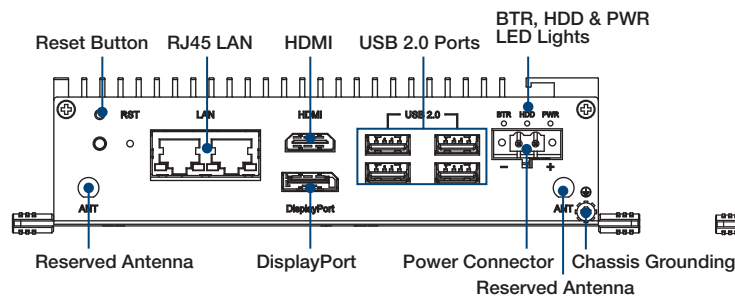 BTR, HDD & PWR
LED Lights
Reset Button
RJ45 LAN
HDMI
USB 2.0 Ports
RST
LAN
HDMI
USB 2.0
BTR
HDD
PWR
− +
ANT
DisplayPort
ANT
Reserved Antenna
DisplayPort
Power Connector
Chassis Grounding
Reserved Antenna